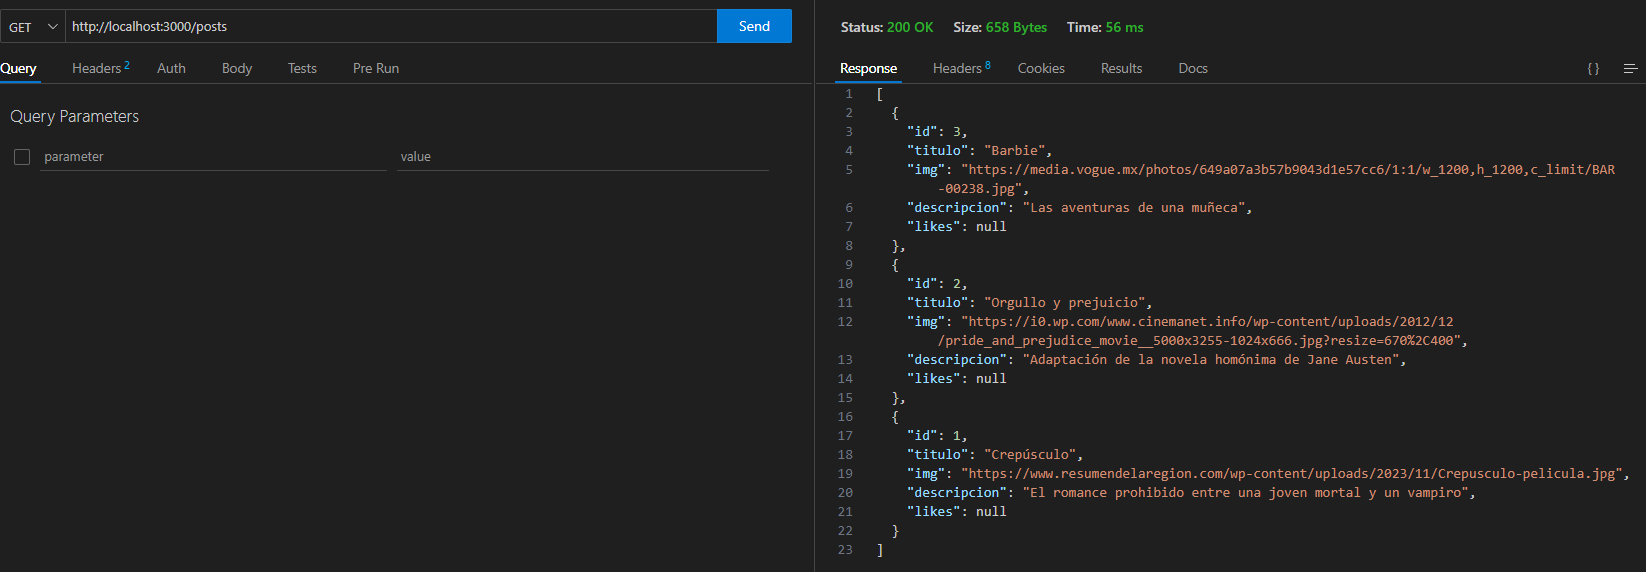 GET http://localhost:3000/posts Send
Query Headers 2 Auth Body Tests Pre Run
Query Parameters
parameter value
Status: 200 OK Size: 658 Bytes Time: 56 ms
Response Headers 8 Cookies Results Docs { }
1 [
2 {
3 "id": 3,
4 "titulo": "Barbie",
5 "img": "https://media.vogue.mx/photos/649a07a3b57b9043d1e57cc6/1:1/w_1200,h_1200,c_limit/BAR
-00238.jpg",
6 "descripcion": "Las aventuras de una muñeca",
7 "likes": null
8 },
9 {
10 "id": 2,
11 "titulo": "Orgullo y prejuicio",
12 "img": "https://i0.wp.com/www.cinemanet.info/wp-content/uploads/2012/12
/pride_and_prejudice_movie__5000x3255-1024x666.jpg?resize=670%2C400",
13 "descripcion": "Adaptación de la novela homónima de Jane Austen",
14 "likes": null
15 },
16 {
17 "id": 1,
18 "titulo": "Crepúsculo",
19 "img": "https://www.resumendelaregion.com/wp-content/uploads/2023/11/Crepusculo-pelicula.jpg",
20 "descripcion": "El romance prohibido entre una joven mortal y un vampiro",
21 "likes": null
22 }
23 ]